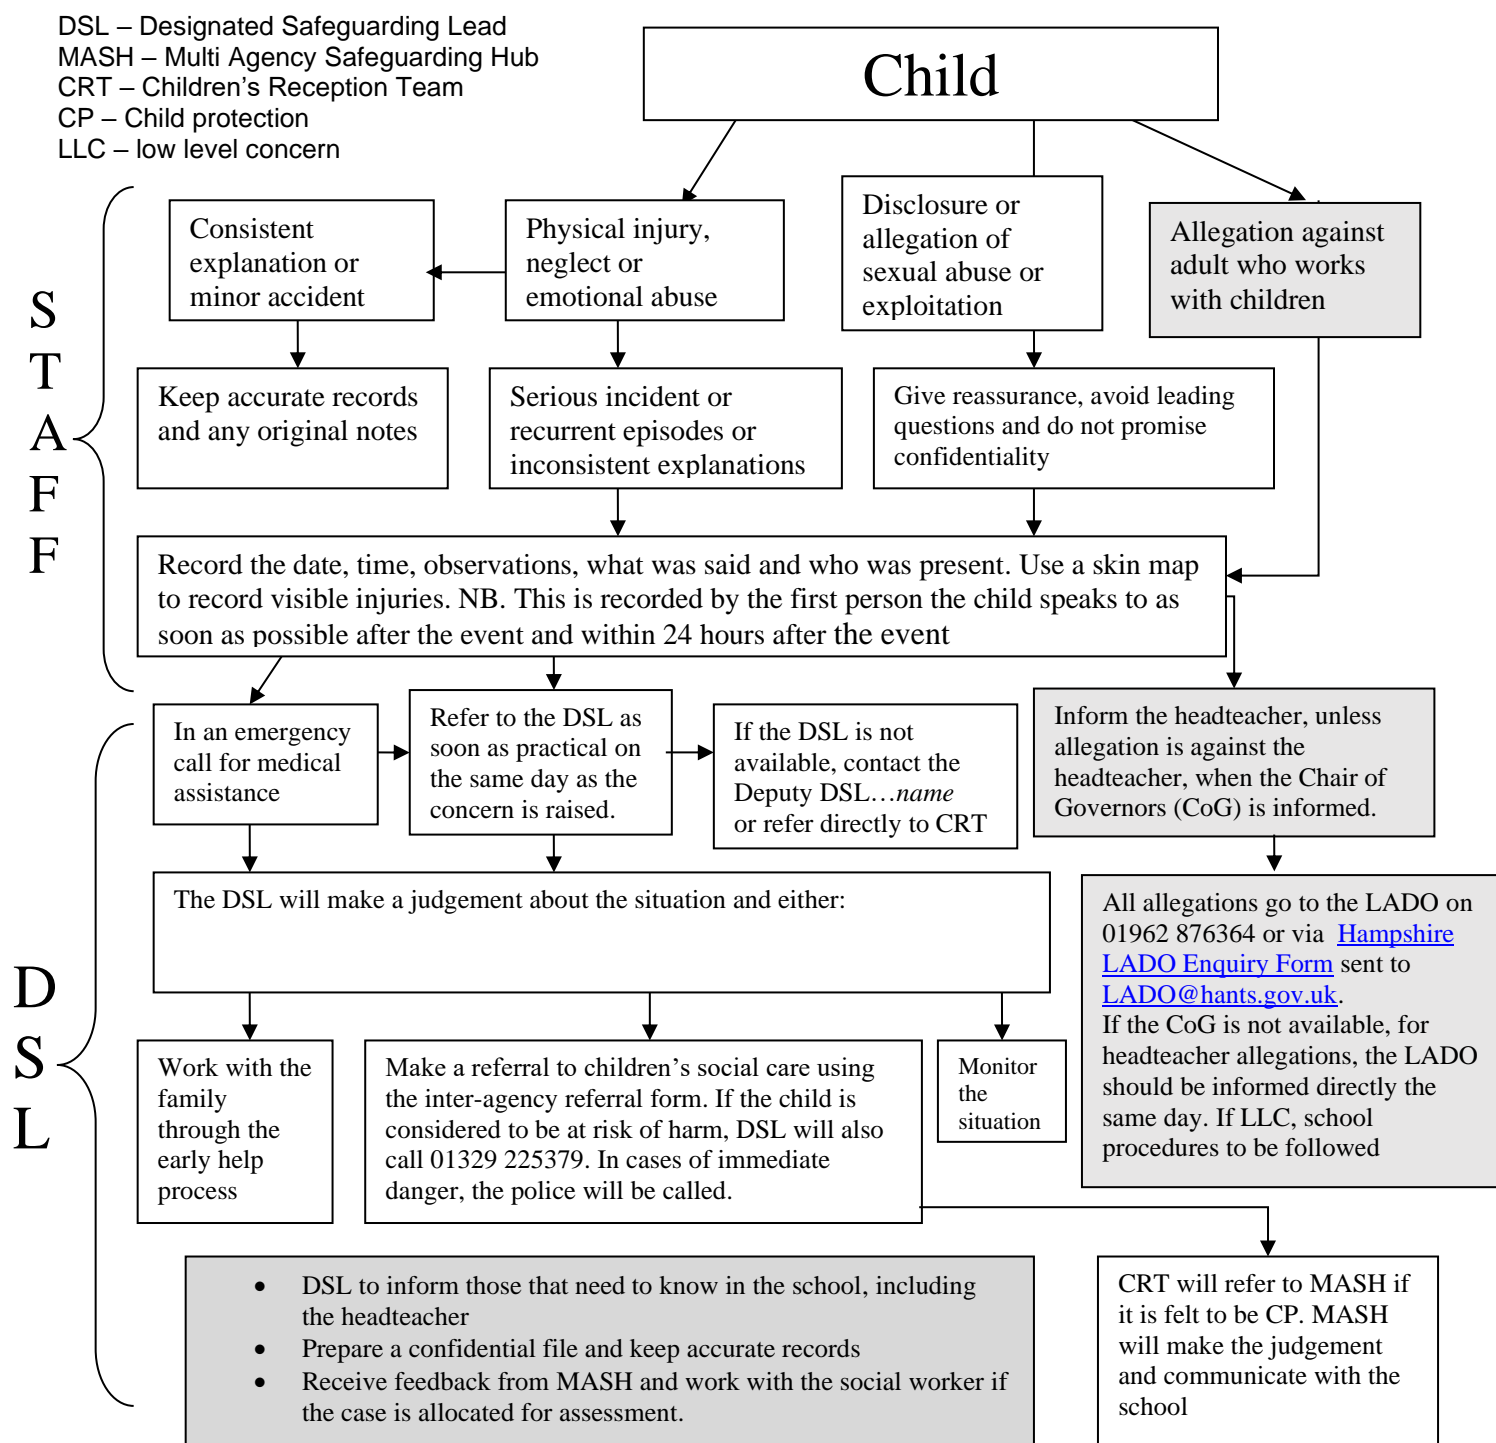 DSL – Designated Safeguarding Lead
MASH – Multi Agency Safeguarding Hub
CRT – Children's Reception Team
CP – Child protection
LLC – low level concern
Child
S
T
A
F
F
Consistent
explanation or
minor accident
Physical injury,
neglect or
emotional abuse
Disclosure or
allegation of
sexual abuse or
exploitation
Allegation against
adult who works
with children
Keep accurate records
and any original notes
Serious incident or
recurrent episodes or
inconsistent explanations
Give reassurance, avoid leading
questions and do not promise
confidentiality
Record the date, time, observations, what was said and who was present. Use a skin map
to record visible injuries. NB. This is recorded by the first person the child speaks to as
soon as possible after the event and within 24 hours after the event
D
S
L
In an emergency
call for medical
assistance
Refer to the DSL as
soon as practical on
the same day as the
concern is raised.
If the DSL is not
available, contact the
Deputy DSL…name
or refer directly to CRT
Inform the headteacher, unless
allegation is against the
headteacher, when the Chair of
Governors (CoG) is informed.
The DSL will make a judgement about the situation and either:
All allegations go to the LADO on
01962 876364 or via Hampshire
LADO Enquiry Form sent to
LADO@hants.gov.uk.
If the CoG is not available, for
headteacher allegations, the LADO
should be informed directly the
same day. If LLC, school
procedures to be followed
Work with the
family
through the
early help
process
Make a referral to children's social care using
the inter-agency referral form. If the child is
considered to be at risk of harm, DSL will also
call 01329 225379. In cases of immediate
danger, the police will be called.
Monitor
the
situation
• DSL to inform those that need to know in the school, including
the headteacher
• Prepare a confidential file and keep accurate records
• Receive feedback from MASH and work with the social worker if
the case is allocated for assessment.
CRT will refer to MASH if
it is felt to be CP. MASH
will make the judgement
and communicate with the
school